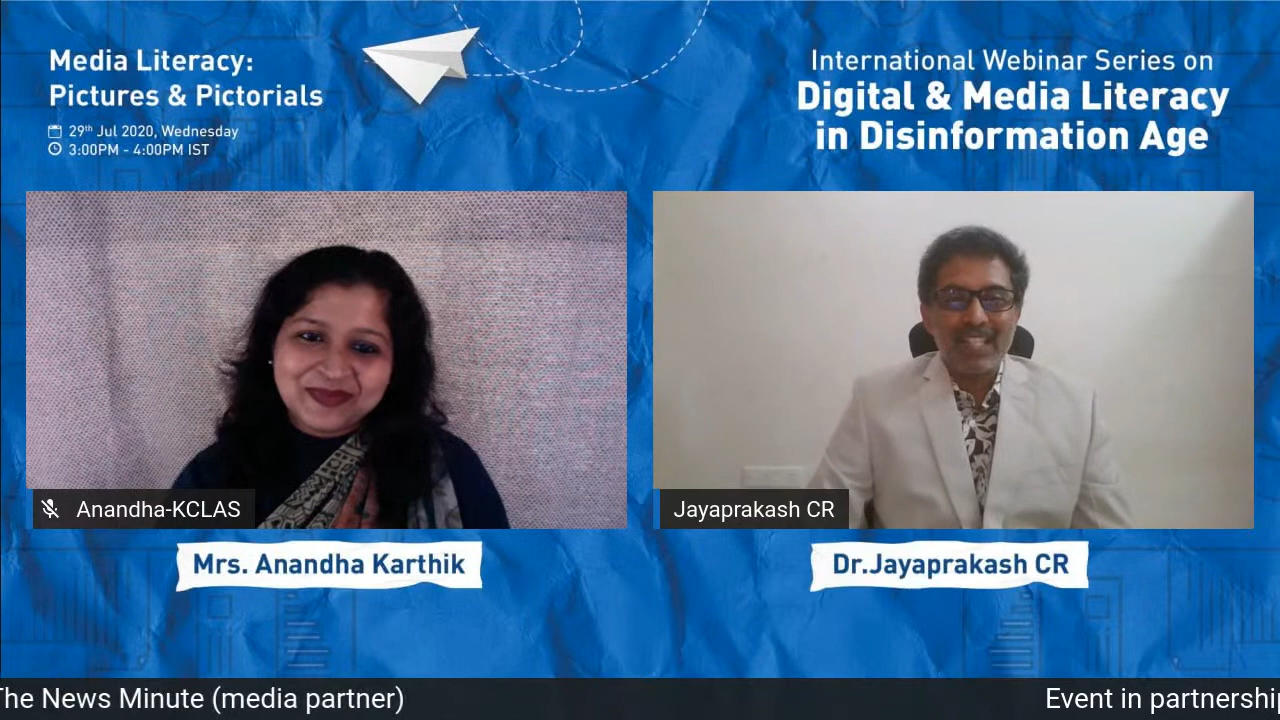 Media Literacy:
Pictures & Pictorials
29th Jul 2020, Wednesday
3:00PM - 4:00PM IST
International Webinar Series on
Digital & Media Literacy
in Disinformation Age
Anandha-KCLAS
Jayaprakash CR
Mrs. Anandha Karthik
Dr.Jayaprakash CR
The News Minute (media partner)
Event in partnership